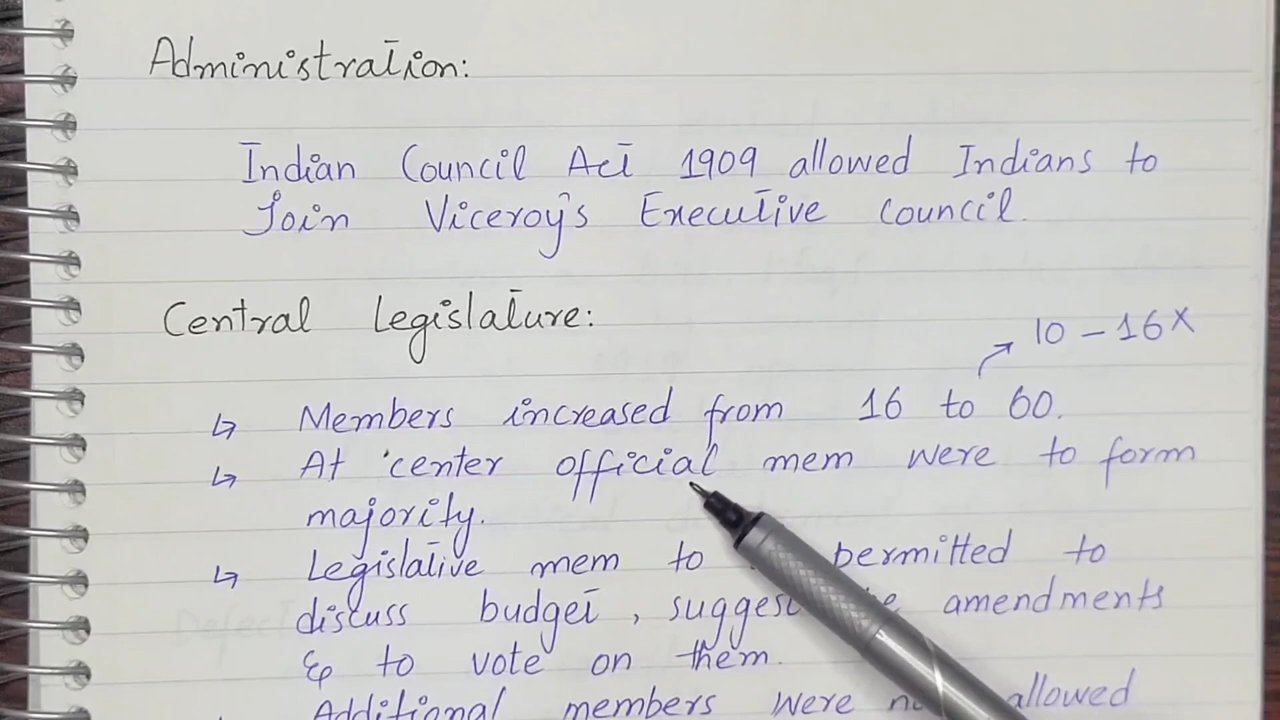 Administration:
Indian Council Act 1909 allowed Indians to
Join Viceroy's Executive council.
Central Legislature:
10 - 16 x
↳ Members increased from 16 to 60.
↳ At center official mem were to form
majority.
↳ Legislative mem to permitted to
discuss budget, suggest amendments
& to vote on them.
Additional members were allowed